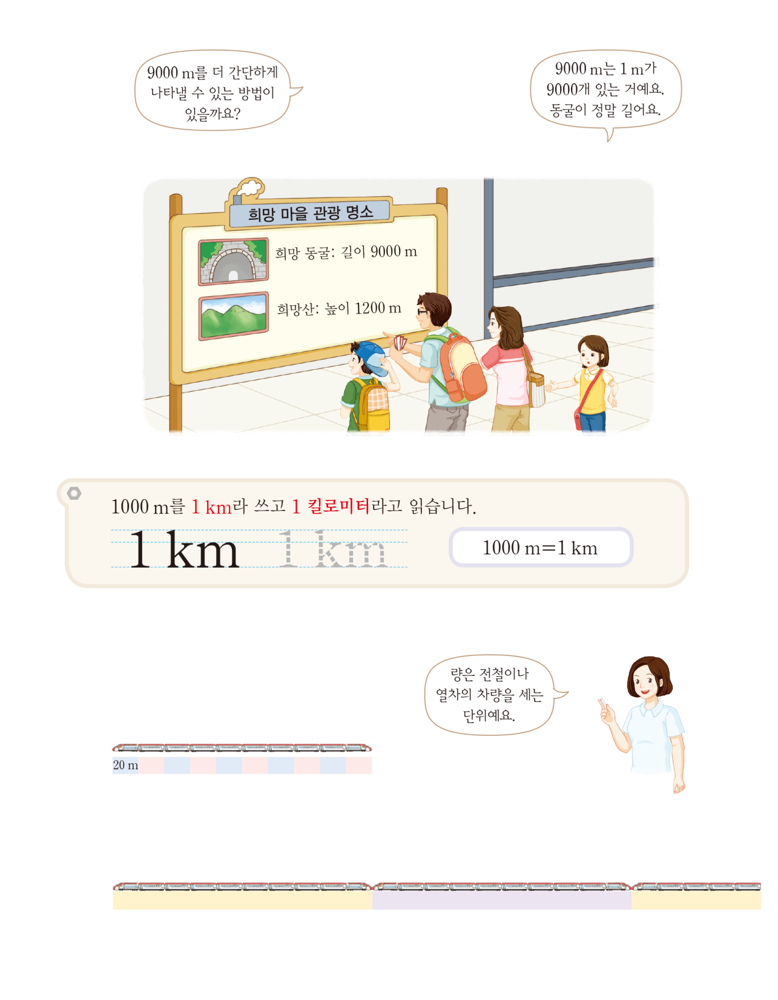 9000 m를 더 간단하게
나타낼 수 있는 방법이
있을까요?
9000 m는 1 m가
9000개 있는 거예요.
동굴이 정말 길어요.
희망 마을 관광 명소
희망 동굴: 길이 9000 m
희망산: 높이 1200 m
1000 m를 1 km라 쓰고 1 킬로미터라고 읽습니다.
1 km 1 km
1000 m=1 km
량은 전철이나
열차의 차량을 세는
단위예요.
20 m